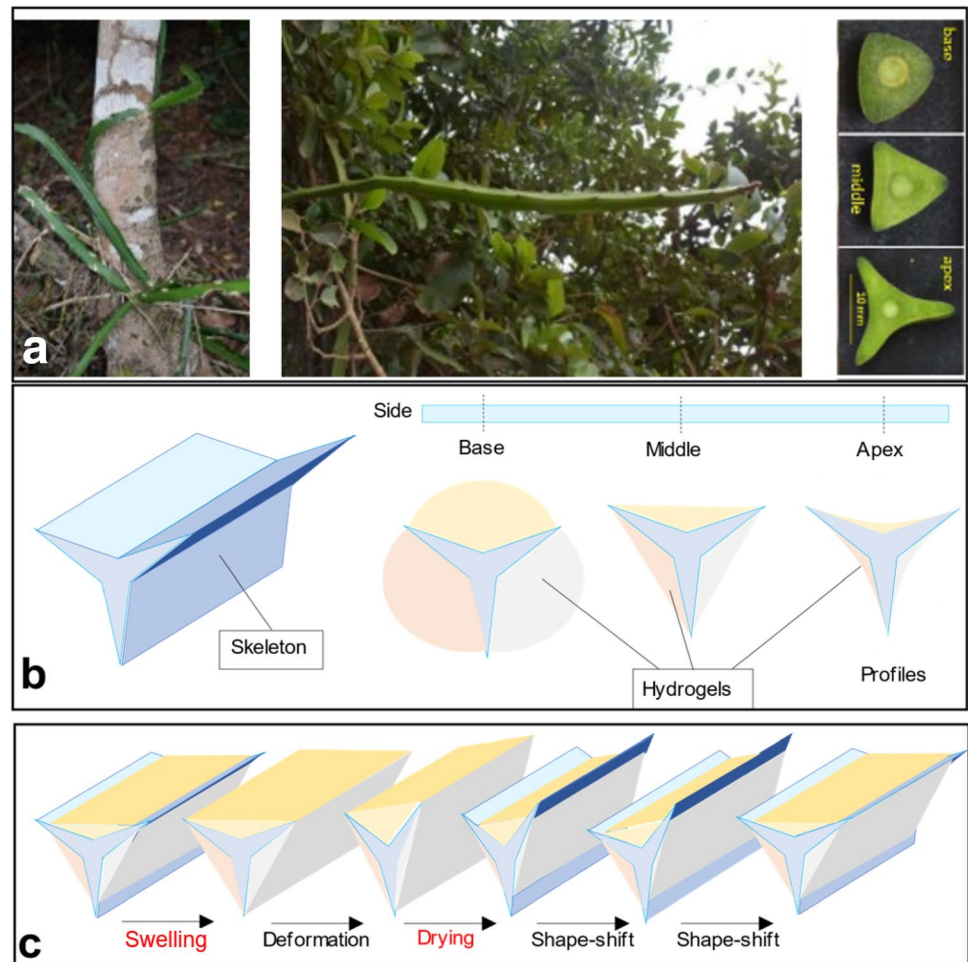 a
base
middle
apex
10 mm
Side
Base
Middle
Apex
Skeleton
Hydrogels
Profiles
b
Swelling
Deformation
Drying
Shape-shift
Shape-shift
c